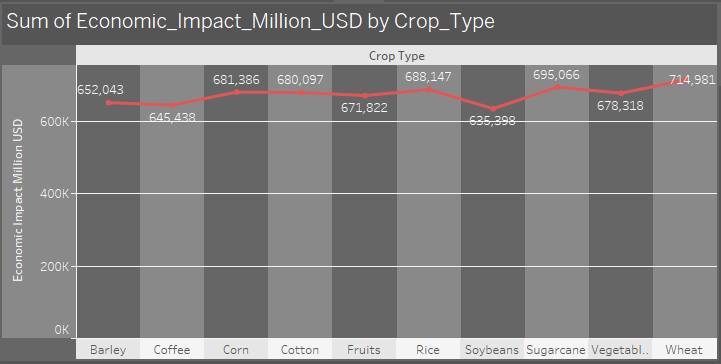 Sum of Economic_Impact_Million_USD by Crop_Type
Crop Type
Economic Impact Million USD
600K
400K
200K
0K
652,043
645,438
681,386
680,097
671,822
688,147
635,398
695,066
678,318
714,981
Barley
Coffee
Corn
Cotton
Fruits
Rice
Soybeans
Sugarcane
Vegetabl..
Wheat